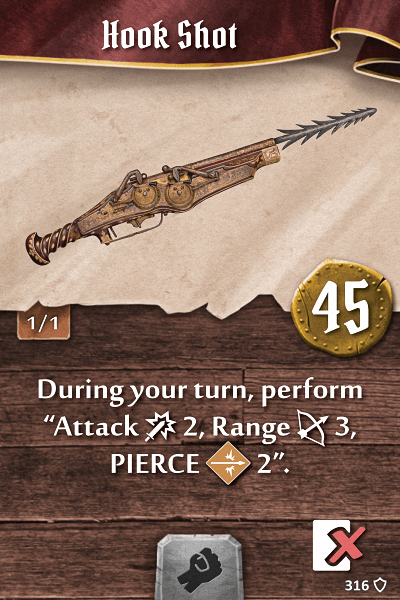 Hook Shot
1/1
45
During your turn, perform
“Attack 2, Range 3,
PIERCE 2”.
316